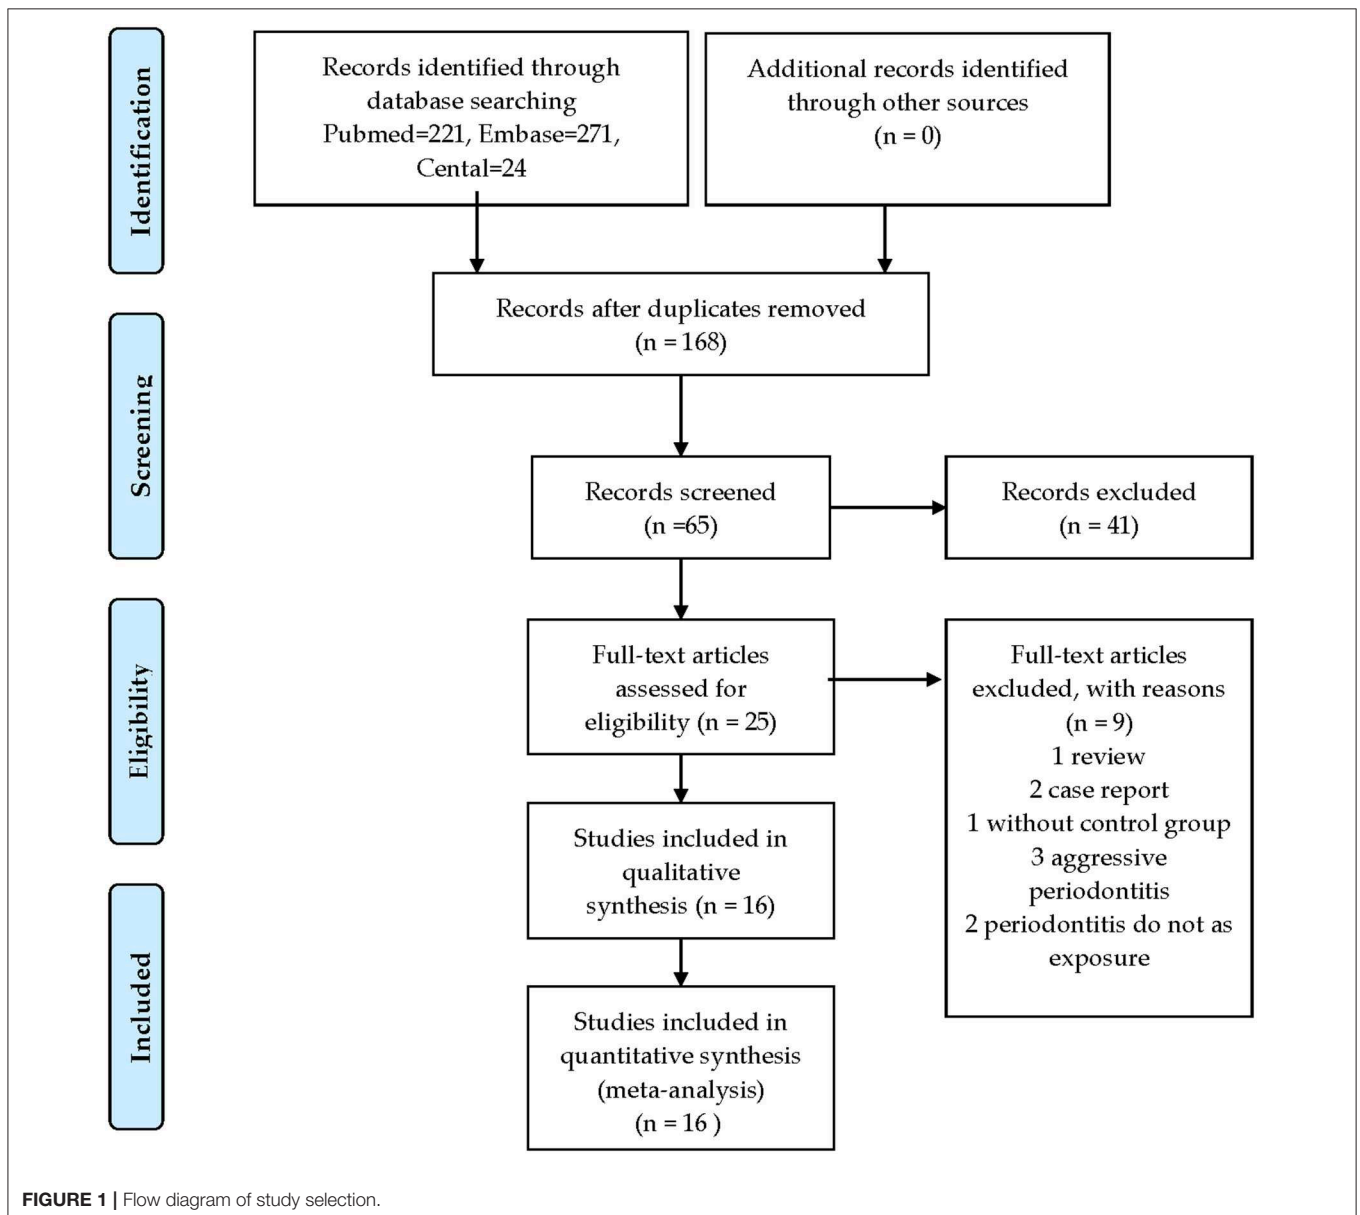 Identification
Records identified through
database searching
Pubmed=221, Embase=271,
Cental=24
Additional records identified
through other sources
(n = 0)
Records after duplicates removed
(n = 168)
Screening
Records screened
(n =65)
Records excluded
(n = 41)
Eligibility
Full-text articles
assessed for
eligibility (n = 25)
Full-text articles
excluded, with reasons
(n = 9)
1 review
2 case report
1 without control group
3 aggressive
periodontitis
2 periodontitis do not as
exposure
Studies included in
qualitative
synthesis (n = 16)
Included
Studies included in
quantitative synthesis
(meta-analysis)
(n = 16 )
FIGURE 1 | Flow diagram of study selection.